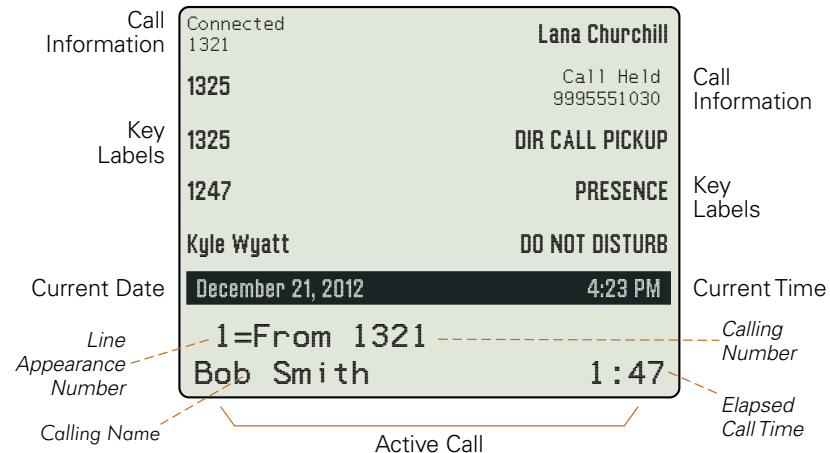 Call
Information
Connected
1321
Lana Churchill
1325
Call Held
9995551030
Call
Information
Key
Labels
1325
DIR CALL PICKUP
1247
PRESENCE
Key
Labels
Kyle Wyatt
DO NOT DISTURB
Current Date
December 21, 2012
4:23 PM
Current Time
Line
Appearance
Number
1=From 1321
Calling
Number
Bob Smith
1:47
Calling Name
Active Call
Elapsed
Call Time